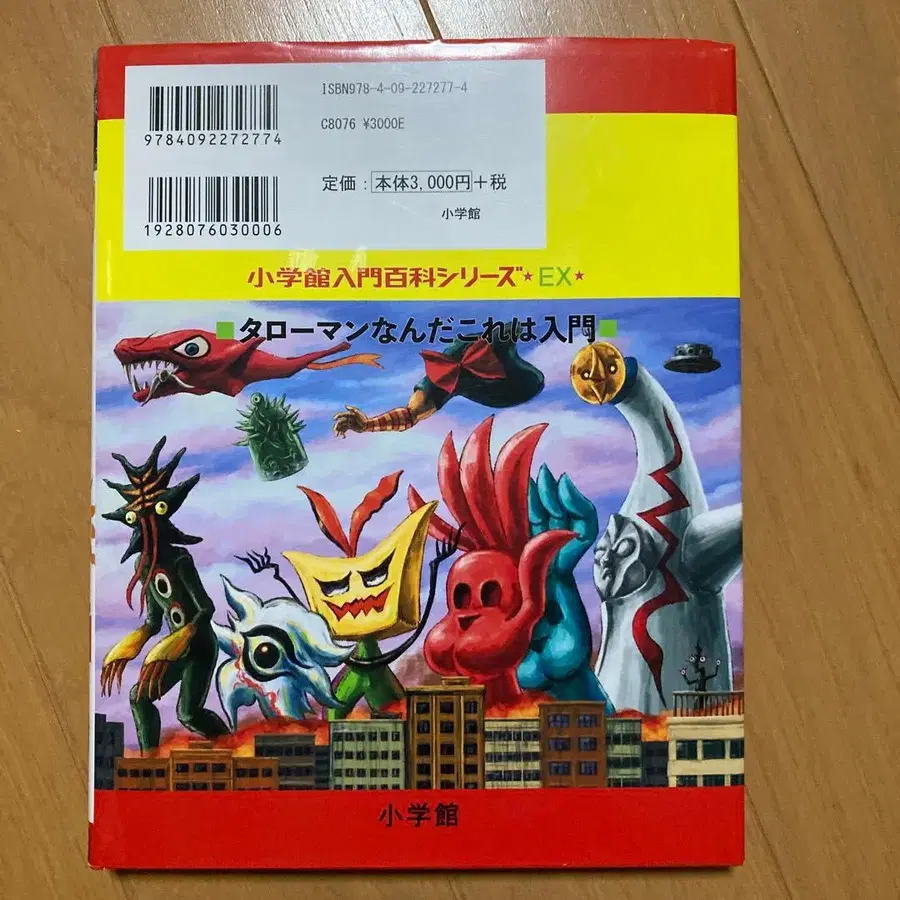 ISBN978-4-09-227277-4
C8076 ¥3000E
9784092272774
定価：本体3,000円+税
1928076030006
小学館
小学館入門百科シリーズ★EX★
■タローマンなんだこれは入門■
小学館